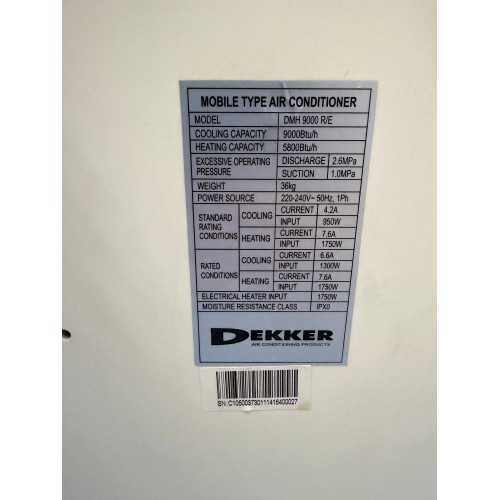 MOBILE TYPE AIR CONDITIONER
MODEL DMH 9000 R/E
COOLING CAPACITY 9000Btu/h
HEATING CAPACITY 5800Btu/h
EXCESSIVE OPERATING PRESSURE DISCHARGE 2.6MPa
SUCTION 1.0MPa
WEIGHT 36kg
POWER SOURCE 220-240V~ 50Hz, 1Ph
STANDARD RATING CONDITIONS COOLING CURRENT 4.2A
INPUT 950W
HEATING CURRENT 7.6A
INPUT 1750W
RATED CONDITIONS COOLING CURRENT 6.6A
INPUT 1300W
HEATING CURRENT 7.6A
INPUT 1750W
ELECTRICAL HEATER INPUT 1750W
MOISTURE RESISTANCE CLASS IPX0
DEKKER
AIR CONDITIONING PRODUCTS
SN: C105003730111416400027